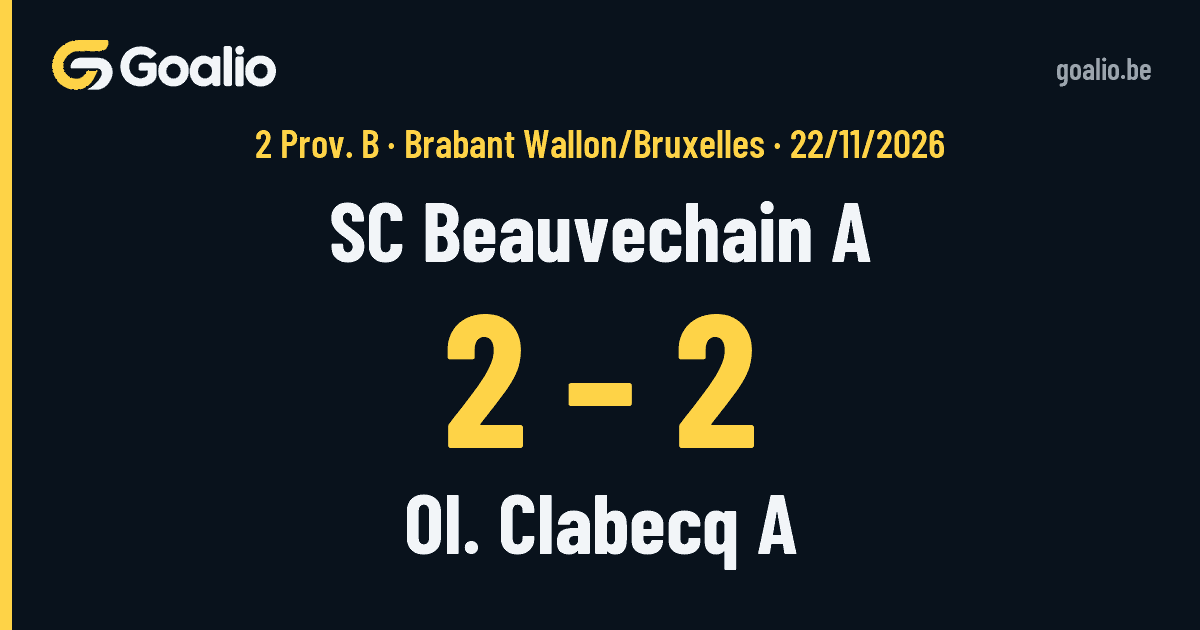 Goalio
goalio.be
2 Prov. B · Brabant Wallon/Bruxelles · 22/11/2026
SC Beauvechain A
2 – 2
Ol. Clabecq A